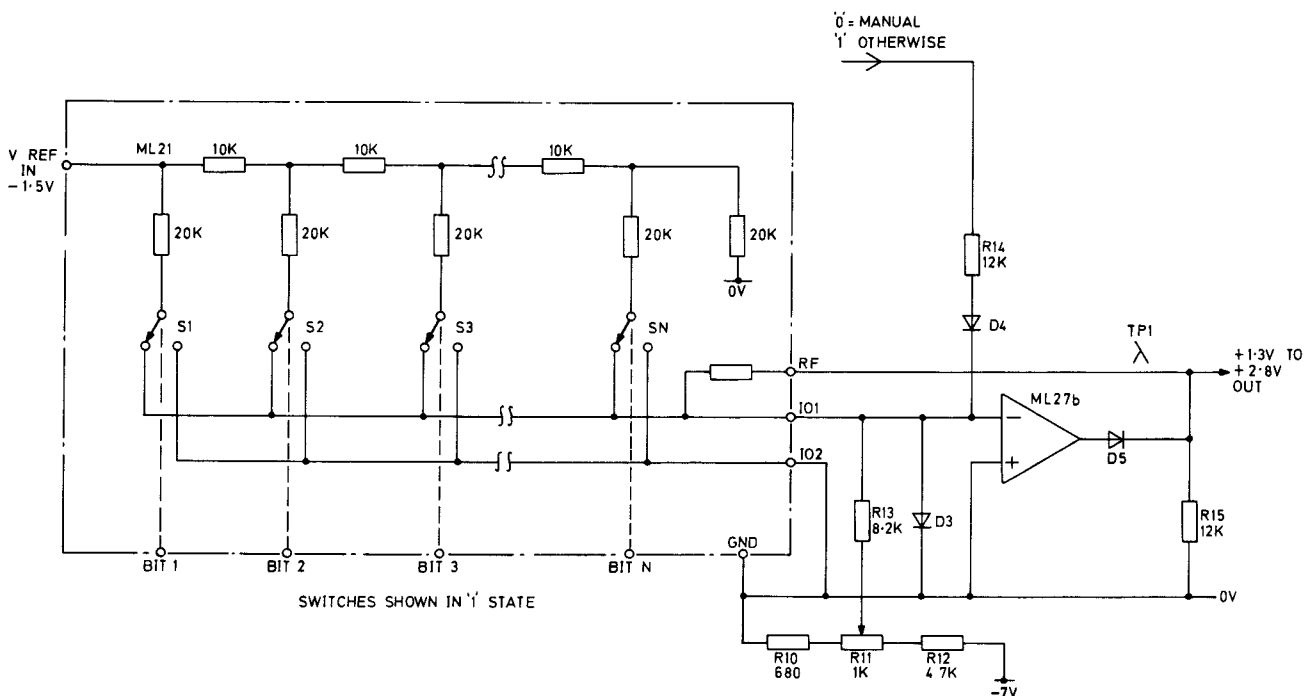 '0' = MANUAL
'1' OTHERWISE
V REF
IN
-1·5V
ML21
10K
10K
10K
20K
20K
20K
20K
20K
0V
R14
12K
D4
S1
S2
S3
SN
TP1
RF
+1·3V TO
+2·8V
OUT
IO1
ML27b
−
+
D5
IO2
R13
8·2K
D3
R15
12K
GND
BIT 1
BIT 2
BIT 3
BIT N
SWITCHES SHOWN IN '1' STATE
0V
R10
680
R11
1K
R12
4·7K
-7V